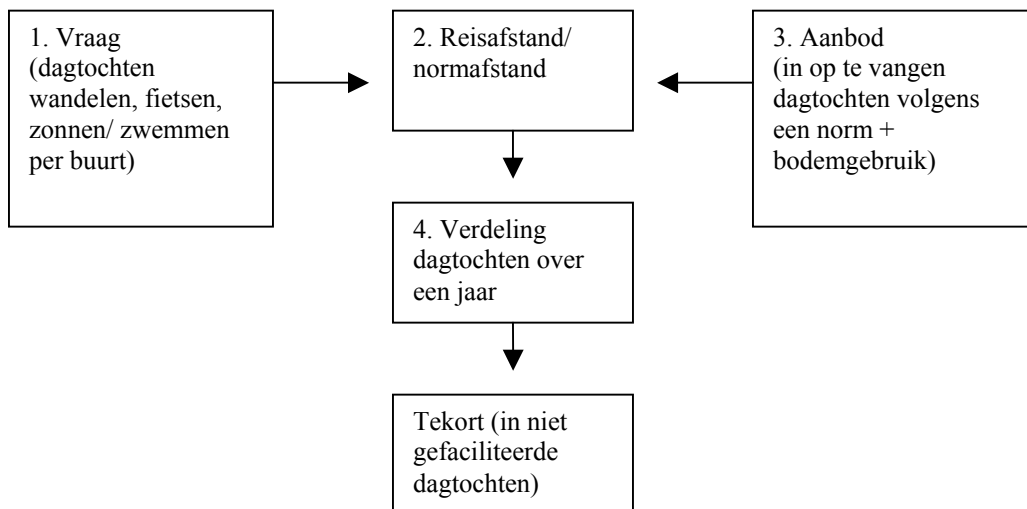 1. Vraag
(dagtochten
wandelen, fietsen,
zonnen/ zwemmen
per buurt)
2. Reisafstand/
normafstand
3. Aanbod
(in op te vangen
dagtochten volgens
een norm +
bodemgebruik)
4. Verdeling
dagtochten over
een jaar
Tekort (in niet
gefaciliteerde
dagtochten)